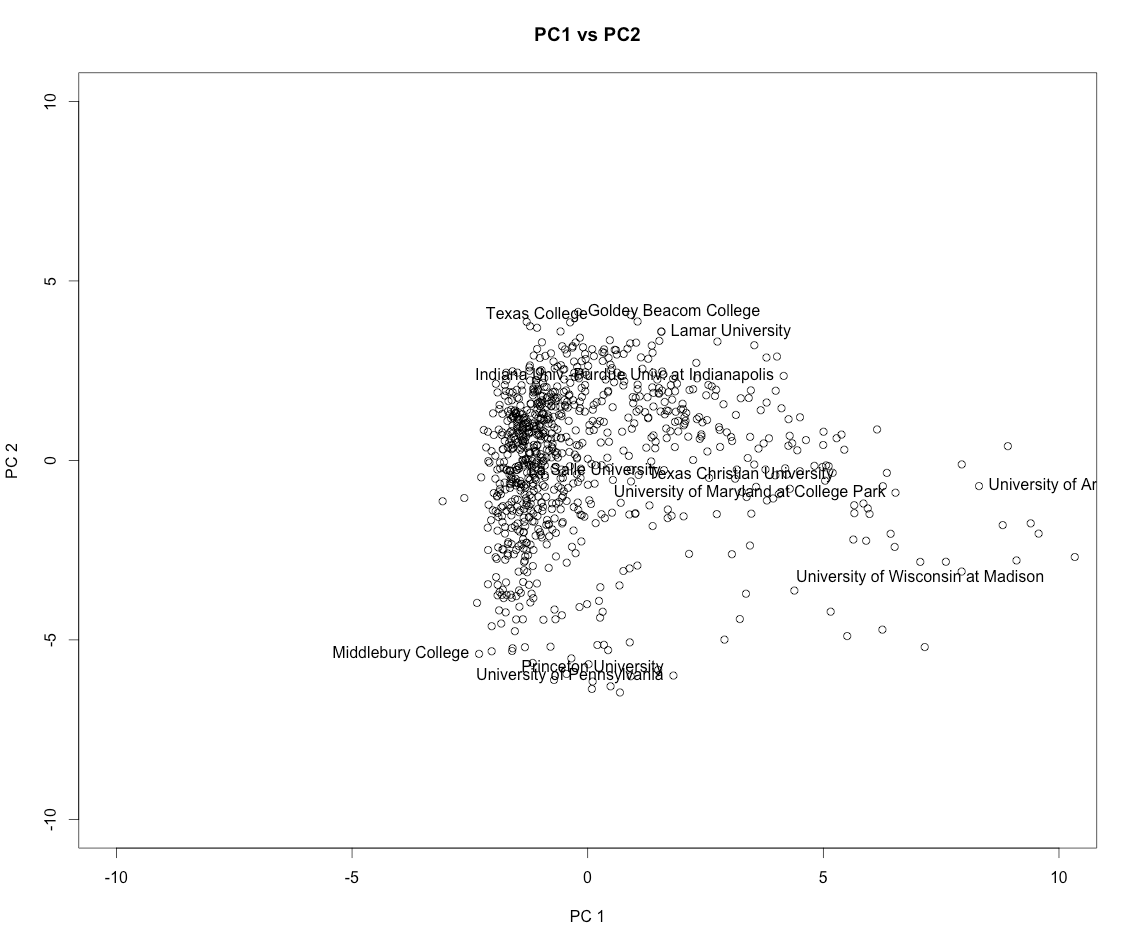 PC1 vs PC2
10
5
0
-5
-10
PC 2
Texas College
Goldey Beacom College
Lamar University
Indiana Univ.-Purdue Univ. at Indianapolis
La Salle University
Texas Christian University
University of Maryland at College Park
University of Ar
University of Wisconsin at Madison
Middlebury College
Princeton University
University of Pennsylvania
-10
-5
0
5
10
PC 1